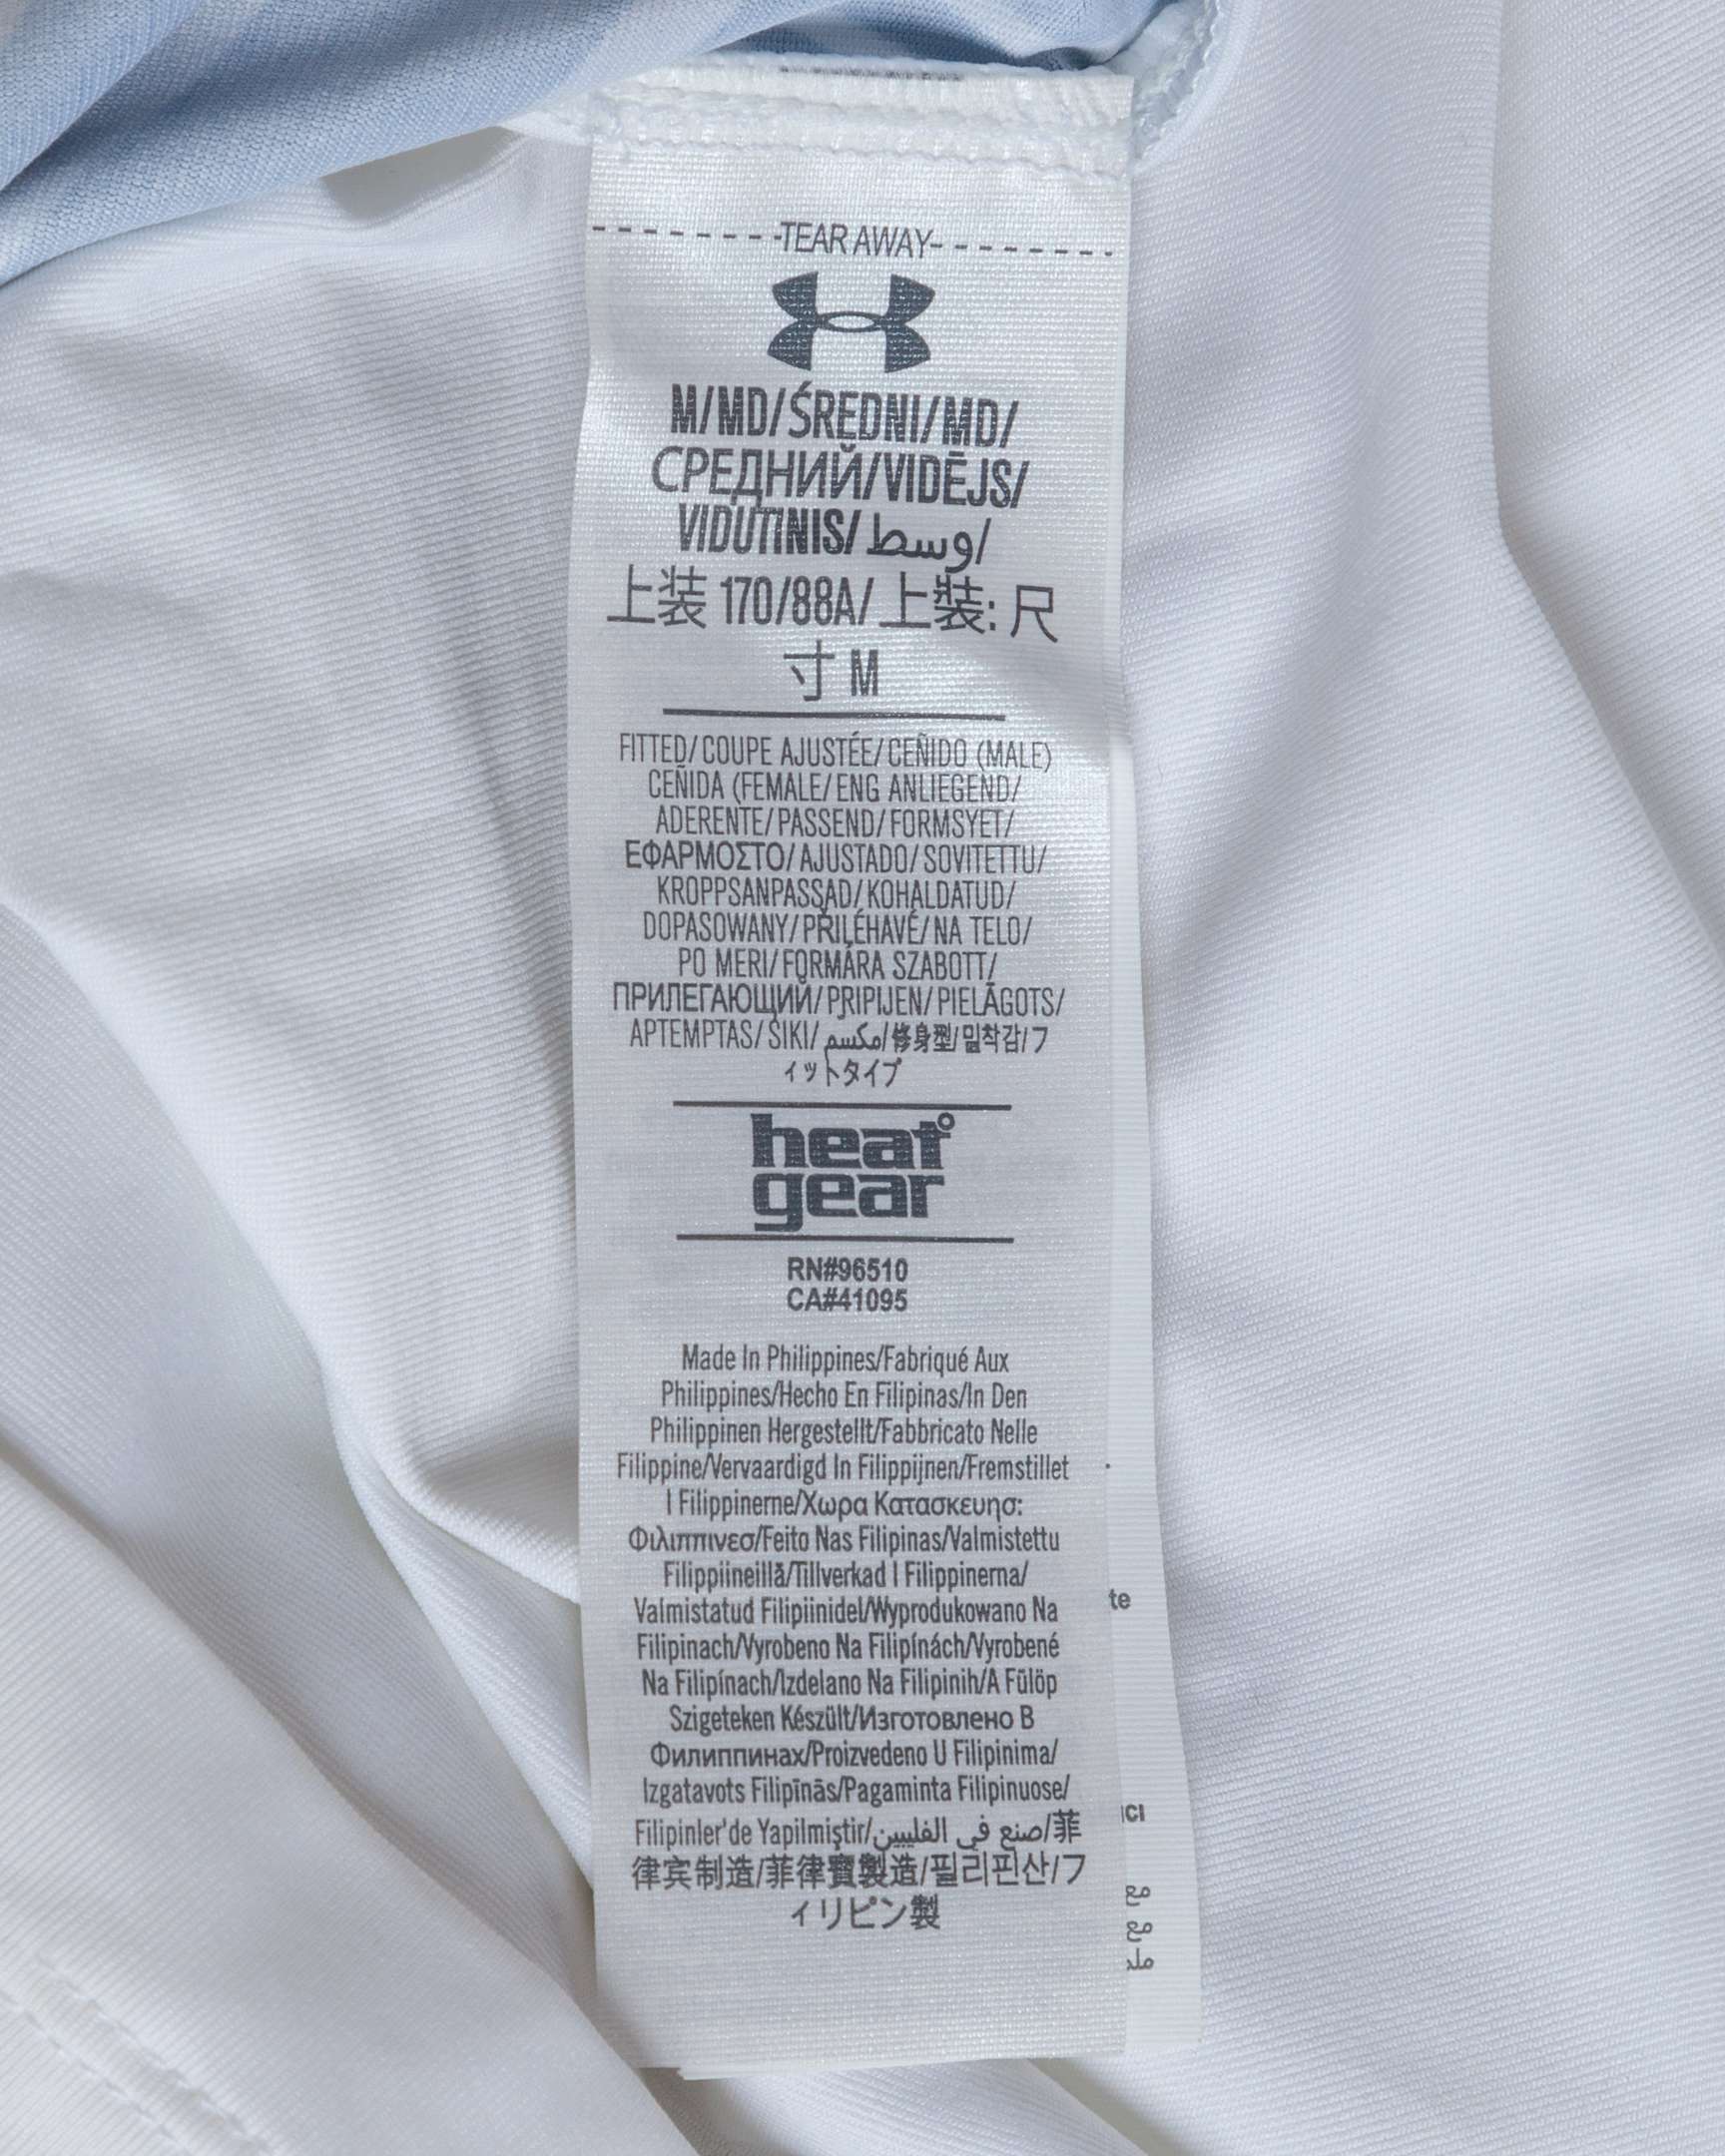 --------TEAR AWAY--------
M/MD/ŚREDNI/MD/
СРЕДНИЙ/VIDĒJS/
VIDUTINIS/وسط/
上装 170/88A/上裝: 尺
寸 M
FITTED/COUPE AJUSTÉE/CEÑIDO (MALE)
CEÑIDA (FEMALE/ENG ANLIEGEND/
ADERENTE/PASSEND/FORMSYET/
ΕΦΑΡΜΟΣΤΟ/AJUSTADO/SOVITETTU/
KROPPSANPASSAD/KOHALDATUD/
DOPASOWANY/PŘILÉHAVÉ/NA TELO/
PO MERI/FORMÁRA SZABOTT/
ПРИЛЕГАЮЩИЙ/PRIPIJEN/PIELĀGOTS/
APTEMPTAS/SIKI/مكسم/修身型/밀착감/フ
ィットタイプ
heat
gear
RN#96510
CA#41095
Made In Philippines/Fabriqué Aux
Philippines/Hecho En Filipinas/In Den
Philippinen Hergestellt/Fabbricato Nelle
Filippine/Vervaardigd In Filippijnen/Fremstillet
I Filippinerne/Χωρα Κατασκευησ:
Φιλιππινεσ/Feito Nas Filipinas/Valmistettu
Filippiineillä/Tillverkad I Filippinerna/
Valmistatud Filipiinidel/Wyprodukowano Na
Filipinach/Vyrobeno Na Filipínách/Vyrobené
Na Filipínach/Izdelano Na Filipinih/A Fülöp
Szigeteken Készült/Изготовлено В
Филиппинах/Proizvedeno U Filipinima/
Izgatavots Filipīnās/Pagaminta Filipinuose/
Filipinler'de Yapilmiştir/صنع في الفليبين/菲
律宾制造/菲律賓製造/필리핀산/フ
ィリピン製